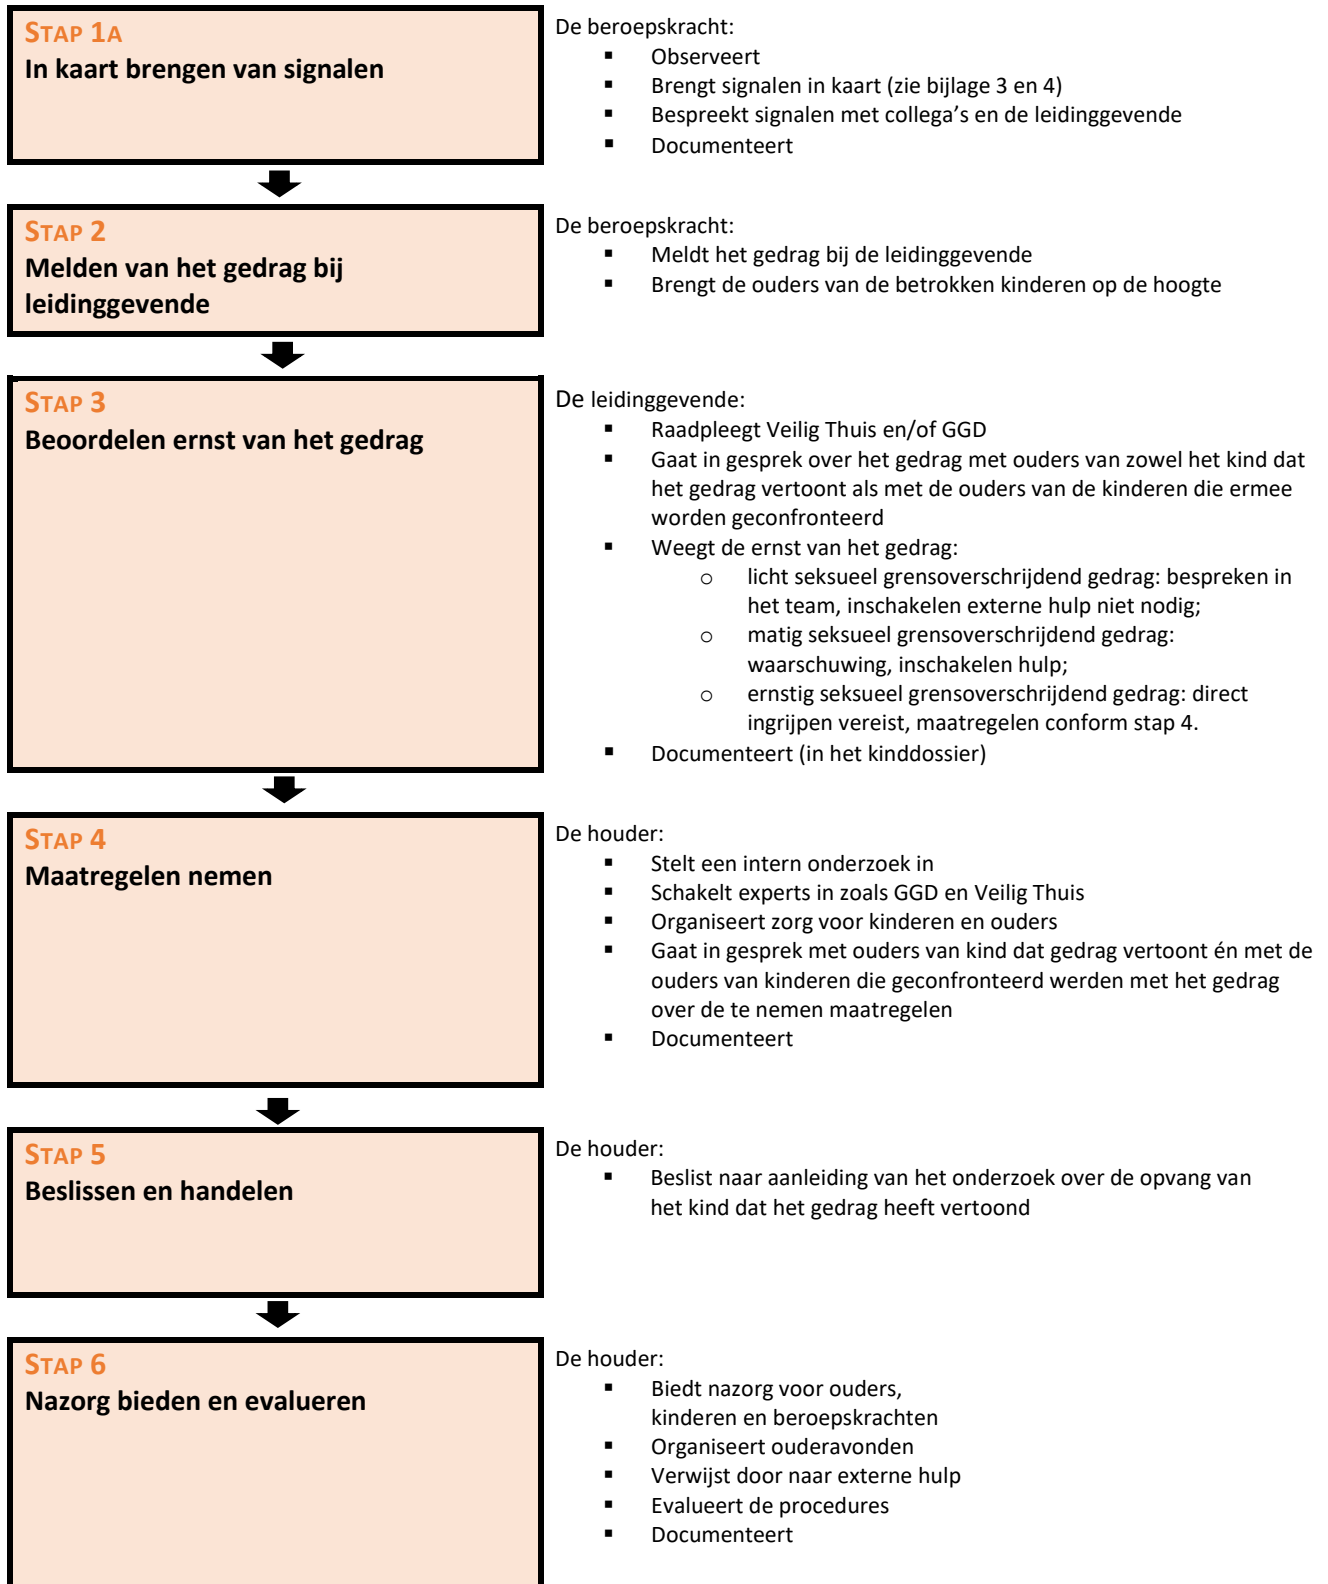 STAP 1A
In kaart brengen van signalen
De beroepskracht:
▪ Observeert
▪ Brengt signalen in kaart (zie bijlage 3 en 4)
▪ Bespreekt signalen met collega’s en de leidinggevende
▪ Documenteert
STAP 2
Melden van het gedrag bij
leidinggevende
De beroepskracht:
▪ Meldt het gedrag bij de leidinggevende
▪ Brengt de ouders van de betrokken kinderen op de hoogte
STAP 3
Beoordelen ernst van het gedrag
De leidinggevende:
▪ Raadpleegt Veilig Thuis en/of GGD
▪ Gaat in gesprek over het gedrag met ouders van zowel het kind dat
het gedrag vertoont als met de ouders van de kinderen die ermee
worden geconfronteerd
▪ Weegt de ernst van het gedrag:
o licht seksueel grensoverschrijdend gedrag: bespreken in
het team, inschakelen externe hulp niet nodig;
o matig seksueel grensoverschrijdend gedrag:
waarschuwing, inschakelen hulp;
o ernstig seksueel grensoverschrijdend gedrag: direct
ingrijpen vereist, maatregelen conform stap 4.
▪ Documenteert (in het kinddossier)
STAP 4
Maatregelen nemen
De houder:
▪ Stelt een intern onderzoek in
▪ Schakelt experts in zoals GGD en Veilig Thuis
▪ Organiseert zorg voor kinderen en ouders
▪ Gaat in gesprek met ouders van kind dat gedrag vertoont én met de
ouders van kinderen die geconfronteerd werden met het gedrag
over de te nemen maatregelen
▪ Documenteert
STAP 5
Beslissen en handelen
De houder:
▪ Beslist naar aanleiding van het onderzoek over de opvang van
het kind dat het gedrag heeft vertoond
STAP 6
Nazorg bieden en evalueren
De houder:
▪ Biedt nazorg voor ouders,
kinderen en beroepskrachten
▪ Organiseert ouderavonden
▪ Verwijst door naar externe hulp
▪ Evalueert de procedures
▪ Documenteert